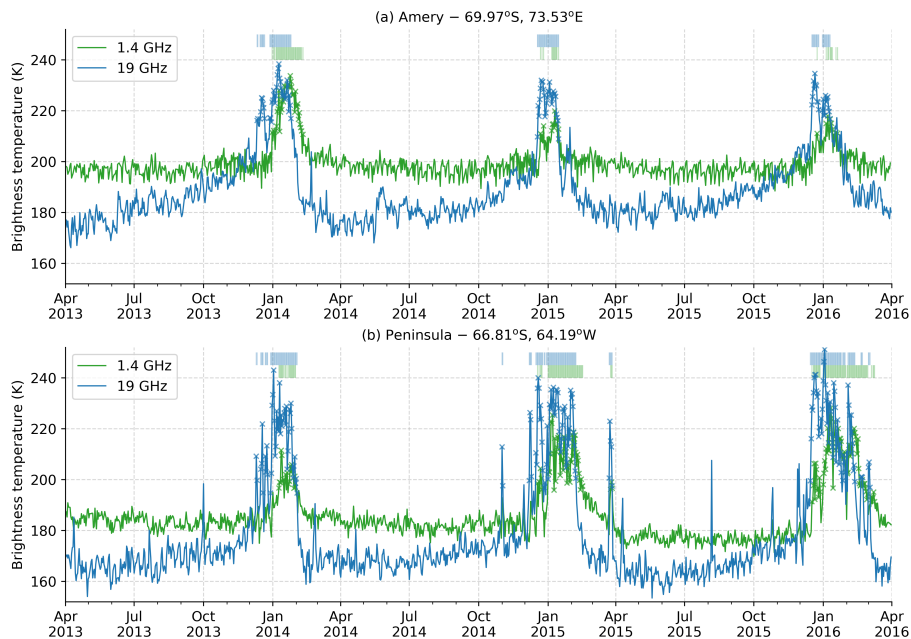 (a) Amery − 69.97°S, 73.53°E
Brightness temperature (K)
240
220
200
180
160
1.4 GHz
19 GHz
Apr Jul Oct Jan Apr Jul Oct Jan Apr Jul Oct Jan Apr
2013 2013 2013 2014 2014 2014 2014 2015 2015 2015 2015 2016 2016
(b) Peninsula − 66.81°S, 64.19°W
Brightness temperature (K)
240
220
200
180
160
1.4 GHz
19 GHz
Apr Jul Oct Jan Apr Jul Oct Jan Apr Jul Oct Jan Apr
2013 2013 2013 2014 2014 2014 2014 2015 2015 2015 2015 2016 2016